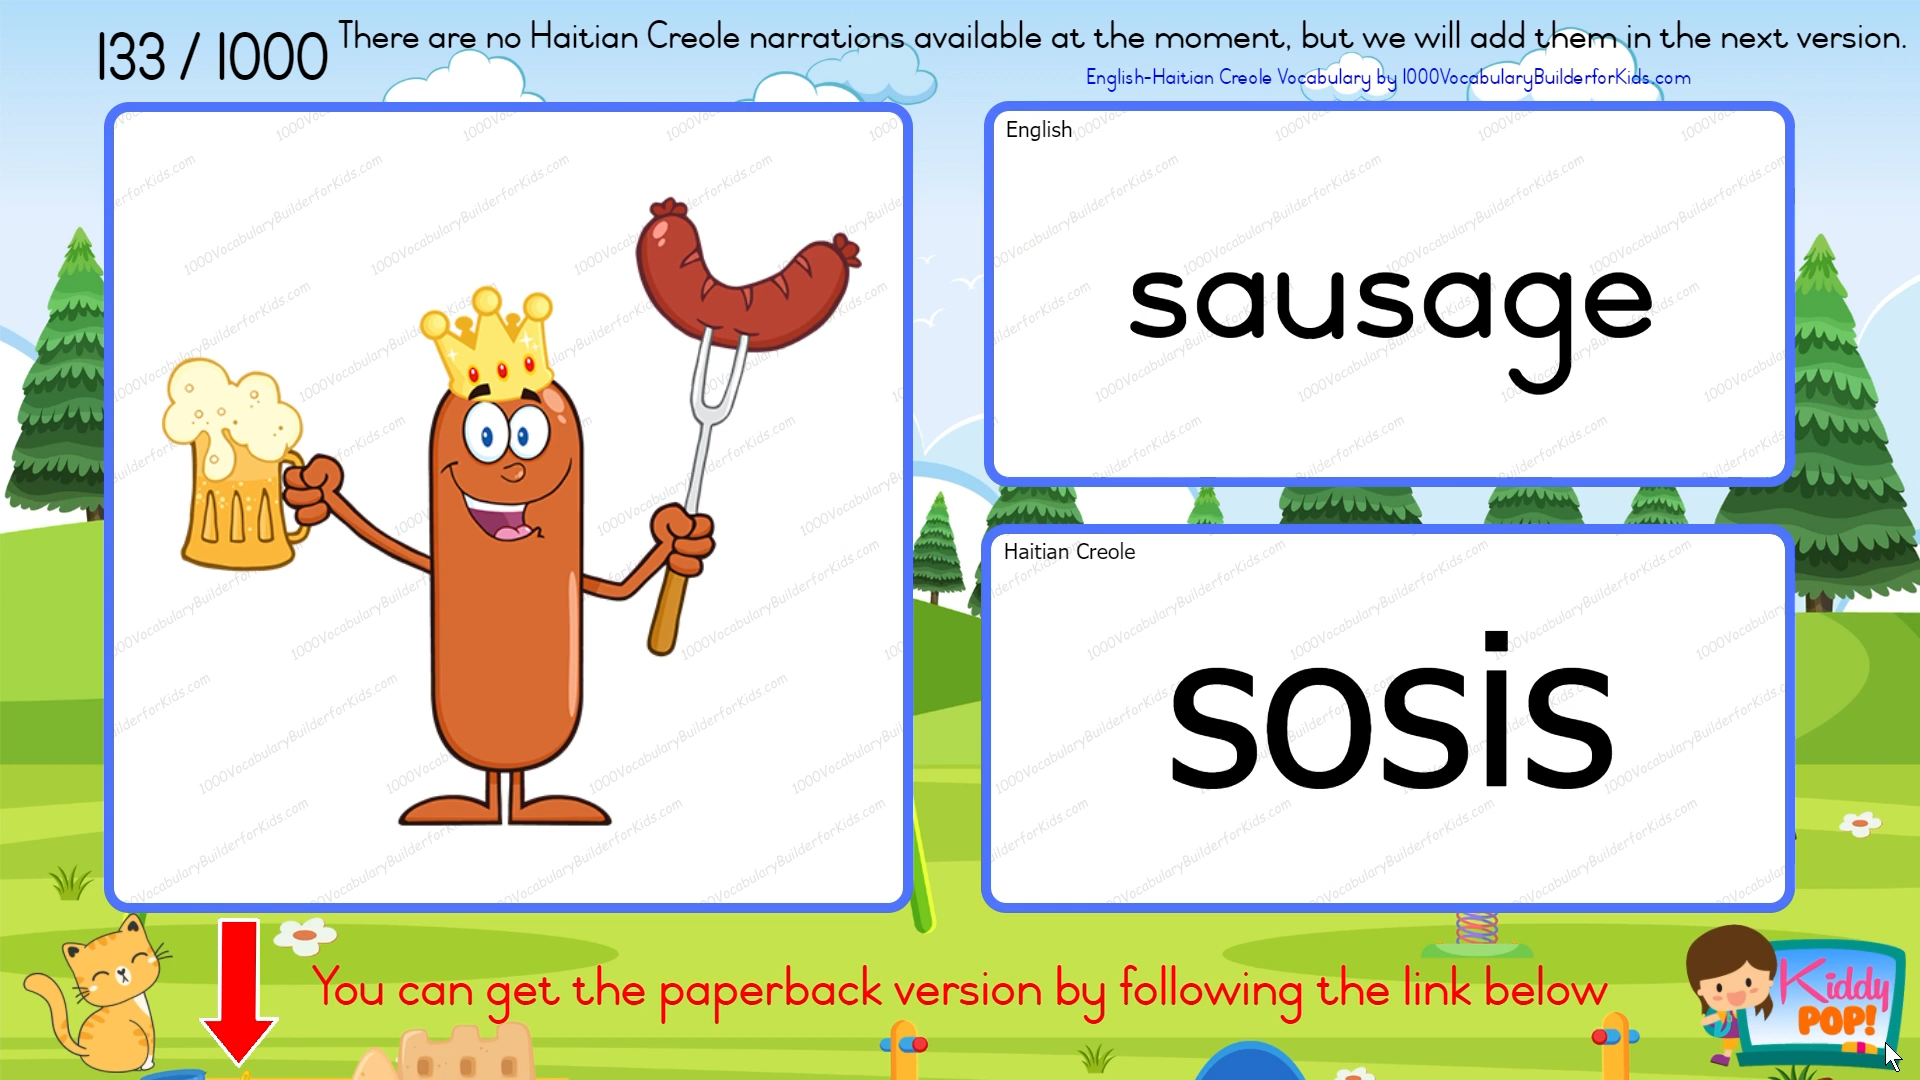 133 / 1000
There are no Haitian Creole narrations available at the moment, but we will add them in the next version.
English-Haitian Creole Vocabulary by 1000VocabularyBuilderforKids.com
English
sausage
Haitian Creole
sosis
You can get the paperback version by following the link below
Kiddy
POP!
1000VocabularyBuilderforKids.com